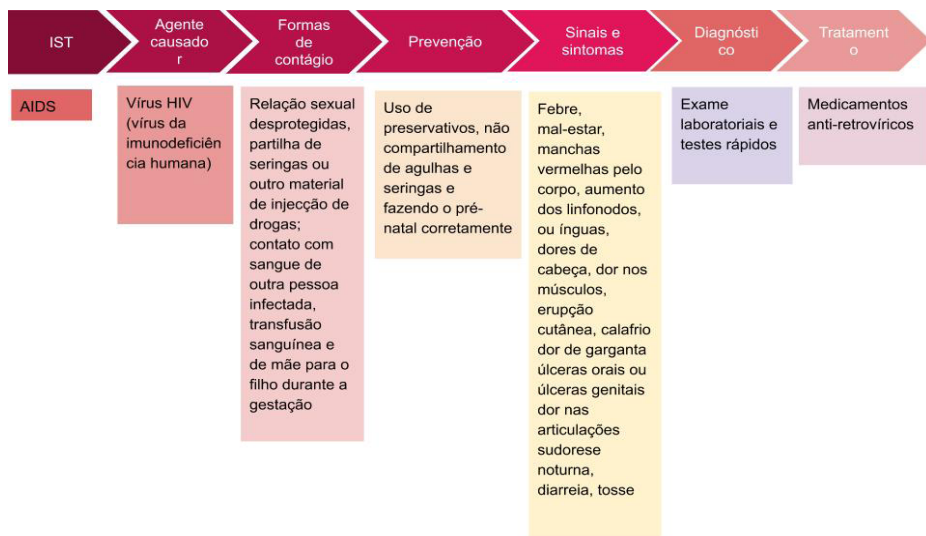 IST
Agente
causado
r
Formas
de
contágio
Prevenção
Sinais e
sintomas
Diagnósti
co
Tratament
o
AIDS
Vírus HIV
(vírus da
imunodeficiên
cia humana)
Relação sexual
desprotegidas,
partilha de
seringas ou
outro material
de injecção de
drogas;
contato com
sangue de
outra pessoa
infectada,
transfusão
sanguínea e
de mãe para o
filho durante a
gestação
Uso de
preservativos, não
compartilhamento
de agulhas e
seringas e
fazendo o pré-
natal corretamente
Febre,
mal-estar,
manchas
vermelhas pelo
corpo, aumento
dos linfonodos,
ou ínguas,
dores de
cabeça, dor nos
músculos,
erupção
cutânea, calafrio
dor de garganta
úlceras orais ou
úlceras genitais
dor nas
articulações
sudorese
noturna,
diarreia, tosse
Exame
laboratoriais e
testes rápidos
Medicamentos
anti-retrovíricos